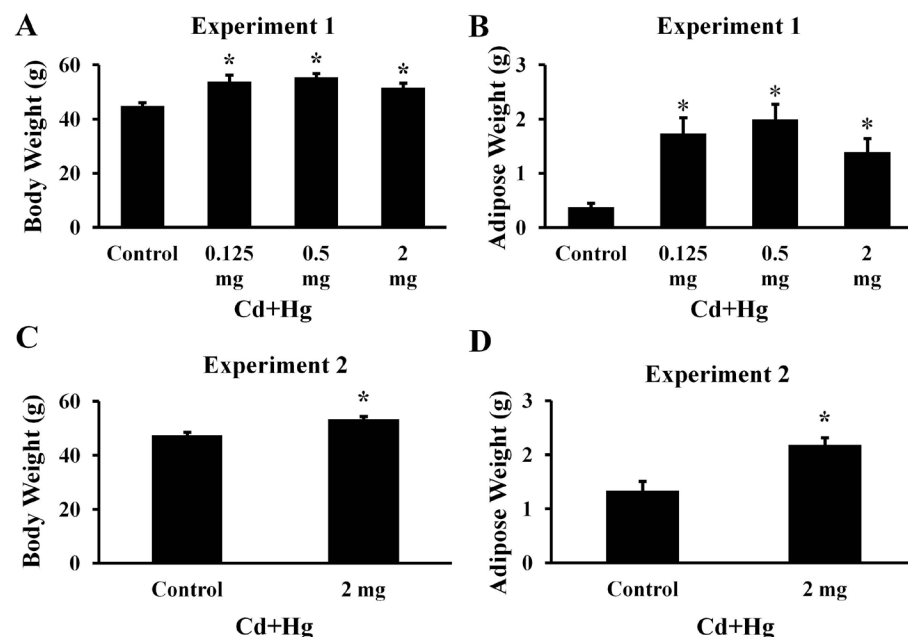 A
Experiment 1
Body Weight (g)
60
40
20
0
*
*
*
Control
0.125
mg
0.5
mg
2
mg
Cd+Hg
B
Experiment 1
Adipose Weight (g)
3
2
1
0
*
*
*
Control
0.125
mg
0.5
mg
2
mg
Cd+Hg
C
Experiment 2
Body Weight (g)
60
40
20
0
*
Control
2 mg
Cd+Hg
D
Experiment 2
Adipose Weight (g)
3
2
1
0
*
Control
2 mg
Cd+Hg